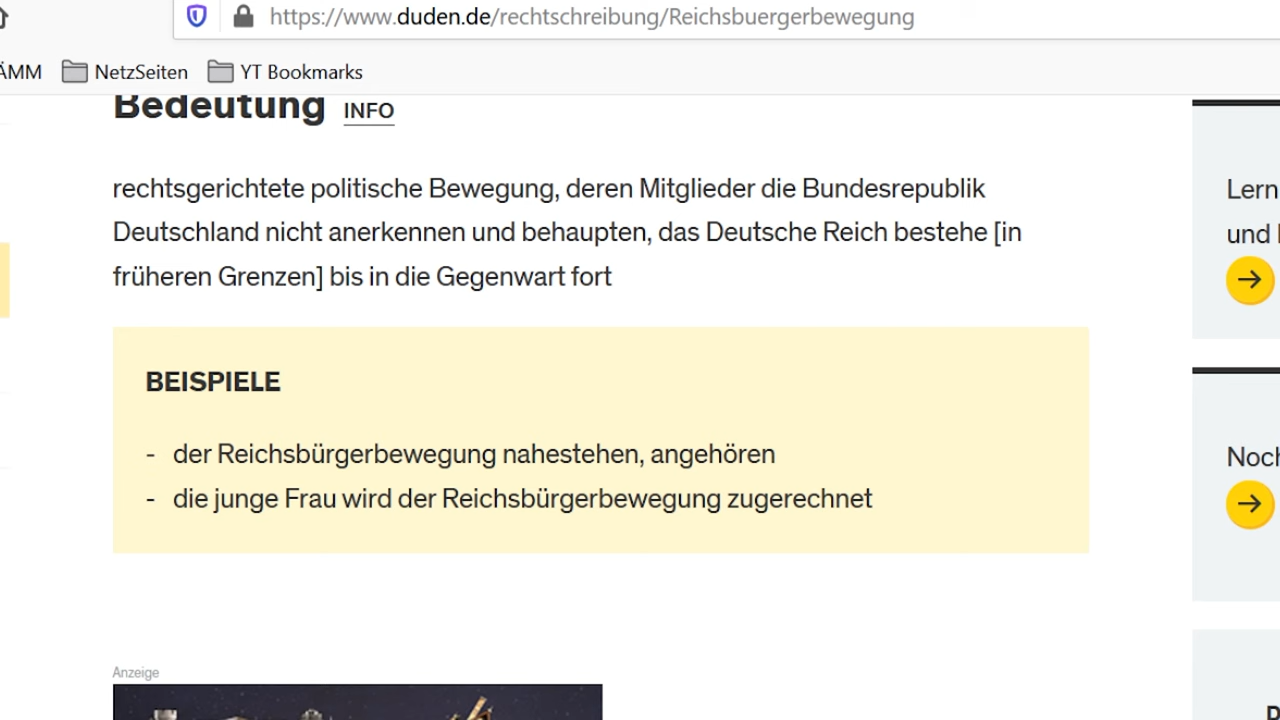 https://www.duden.de/rechtschreibung/Reichsbuergerbewegung
NetzSeiten
YT Bookmarks
Bedeutung INFO
rechtsgerichtete politische Bewegung, deren Mitglieder die Bundesrepublik
Deutschland nicht anerkennen und behaupten, das Deutsche Reich bestehe [in
früheren Grenzen] bis in die Gegenwart fort
BEISPIELE
- der Reichsbürgerbewegung nahestehen, angehören
- die junge Frau wird der Reichsbürgerbewegung zugerechnet
Anzeige
Lern
und
Noch